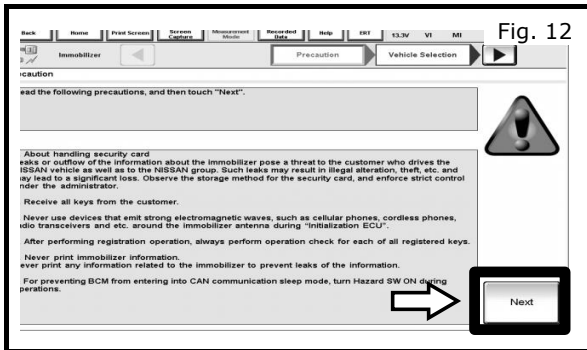 Fig. 12
Back Home Print Screen Screen Capture Measurement Mode Recorded Data Help ERT 13.3V VI MI
Immobilizer Precaution Vehicle Selection
caution
ead the following precautions, and then touch "Next".
About handling security card
eaks or outflow of the information about the immobilizer pose a threat to the customer who drives the
ISSAN vehicle as well as to the NISSAN group. Such leaks may result in illegal alteration, theft, etc. and
ay lead to a significant loss. Observe the storage method for the security card, and enforce strict control
nder the administrator.
Receive all keys from the customer.
Never use devices that emit strong electromagnetic waves, such as cellular phones, cordless phones,
dio transceivers and etc. around the immobilizer antenna during "Initialization ECU".
After performing registration operation, always perform operation check for each of all registered keys.
Never print immobilizer information.
ever print any information related to the immobilizer to prevent leaks of the information.
For preventing BCM from entering into CAN communication sleep mode, turn Hazard SW ON during
perations.
Next